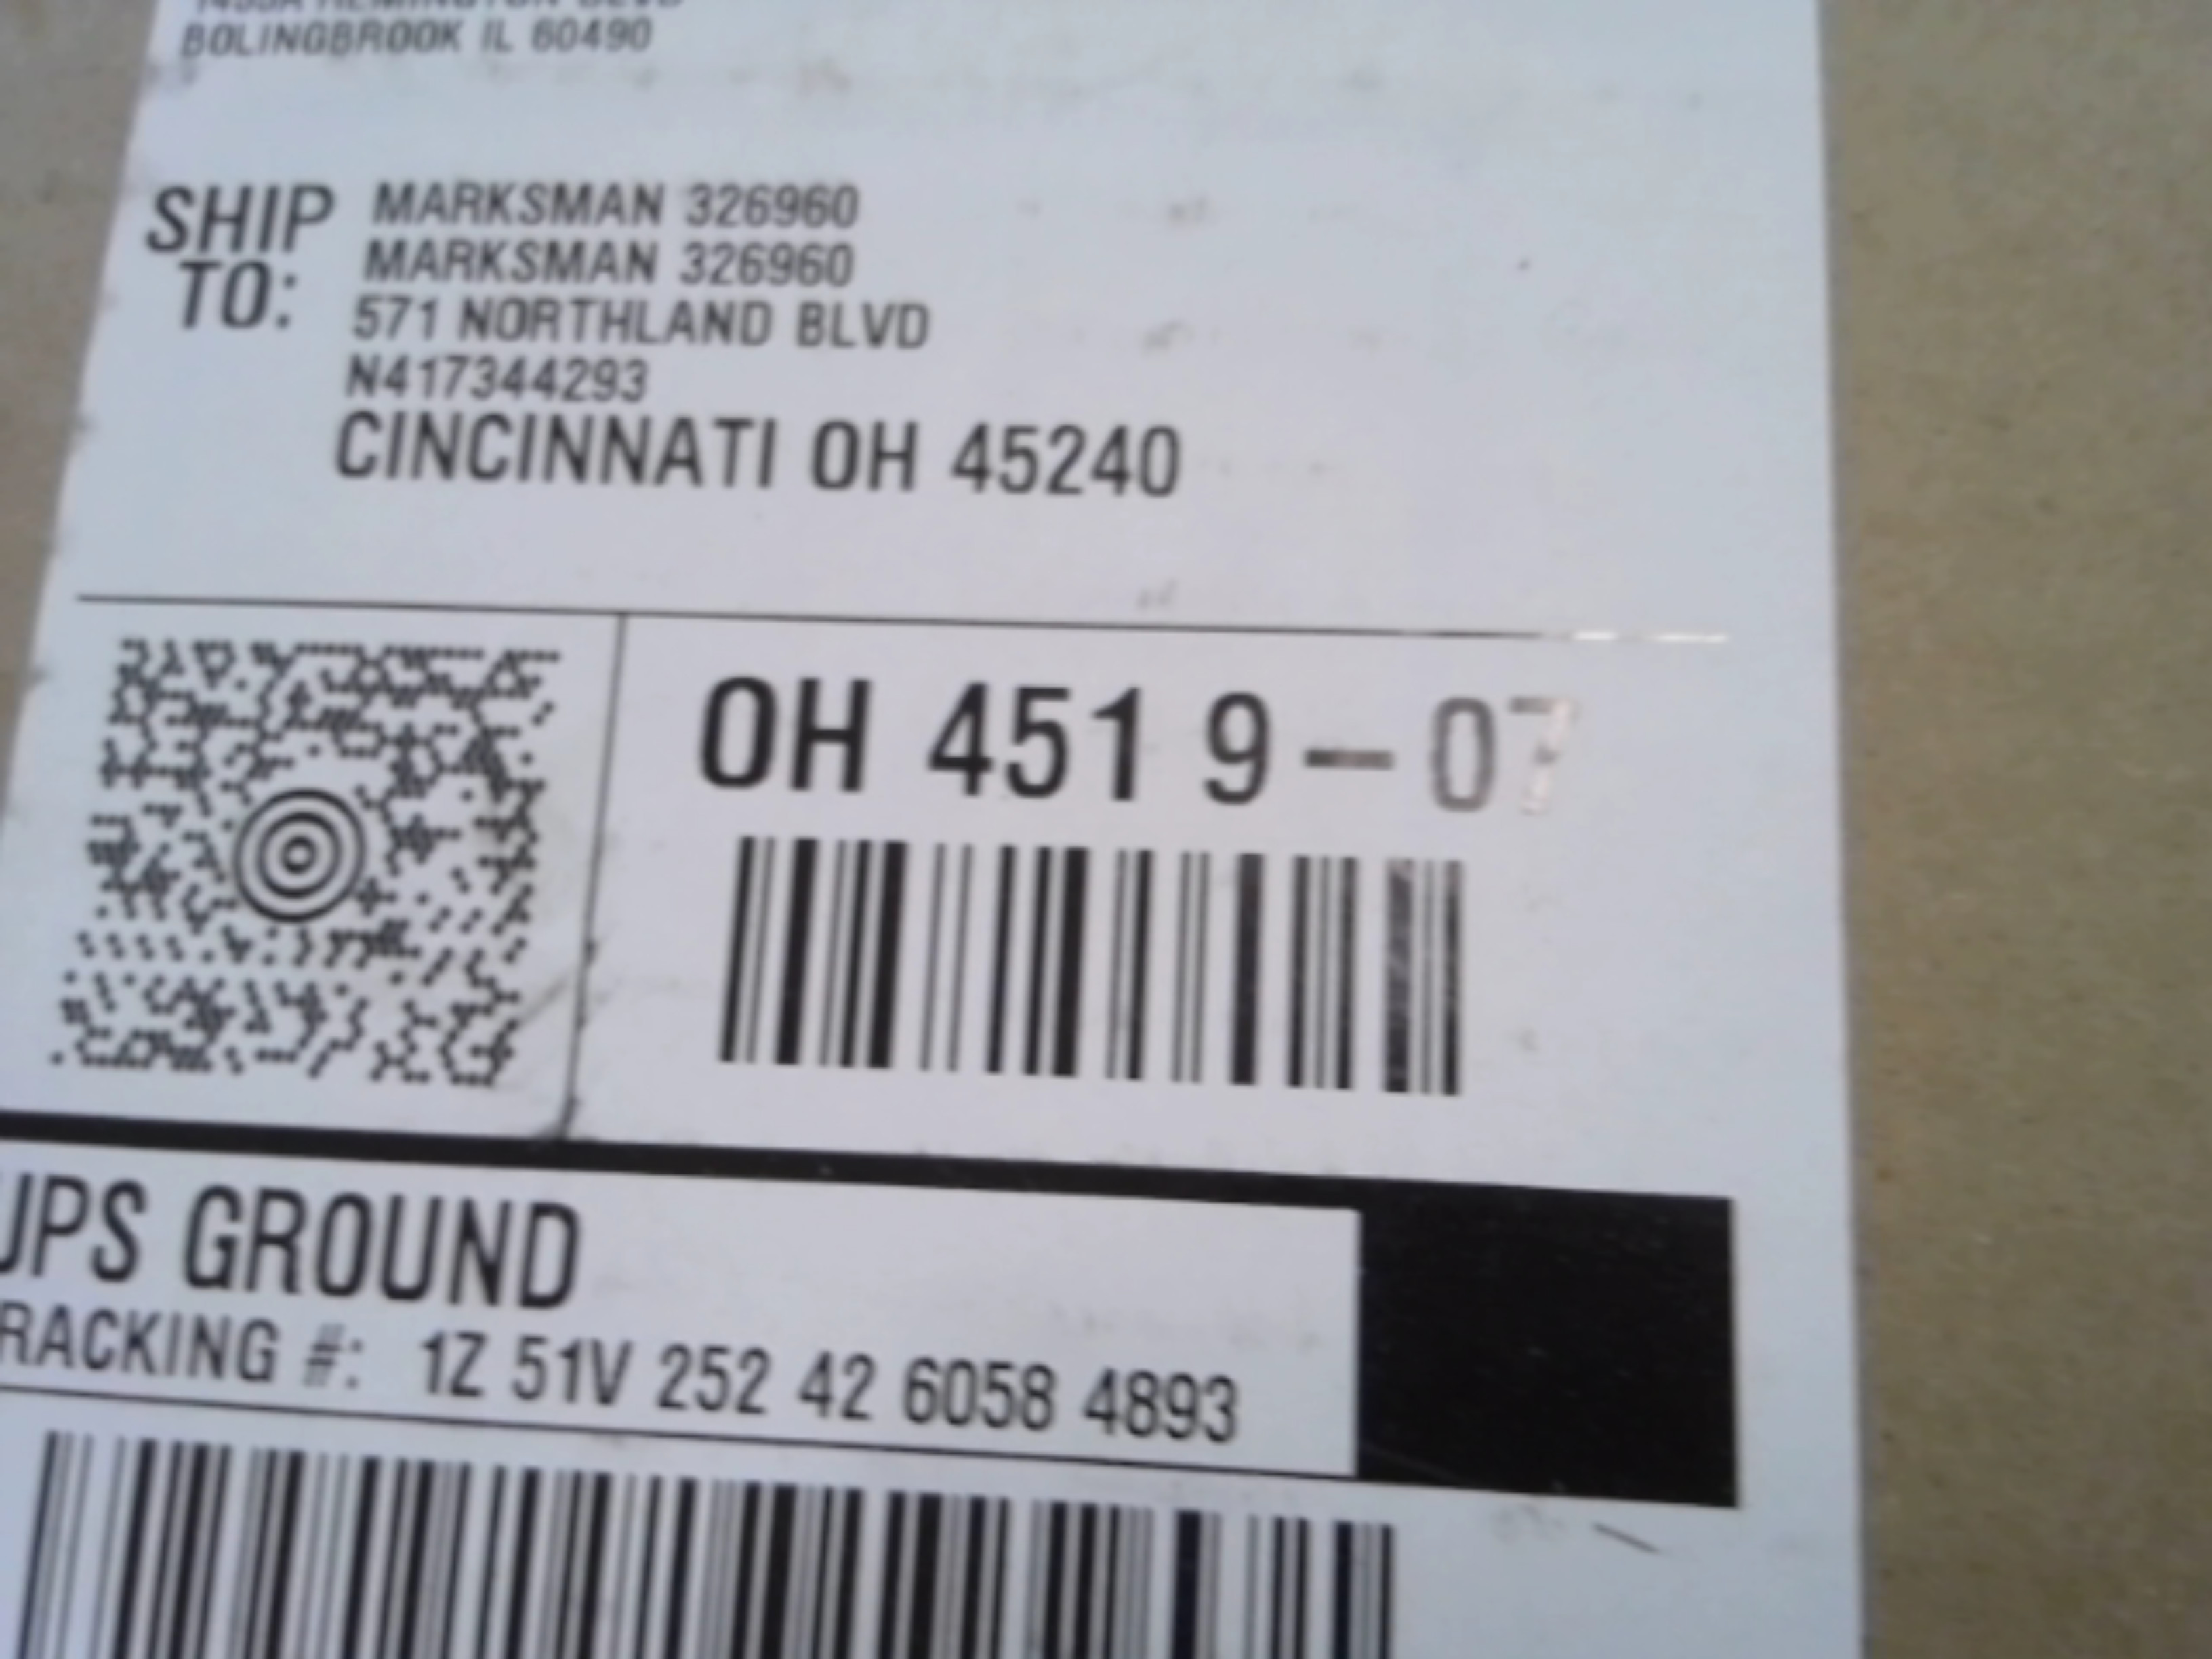 BOLINGBROOK IL 60490
SHIP TO:
MARKSMAN 326960
MARKSMAN 326960
571 NORTHLAND BLVD
N417344293
CINCINNATI OH 45240
OH 451 9-07
UPS GROUND
RACKING #: 1Z 51V 252 42 6058 4893